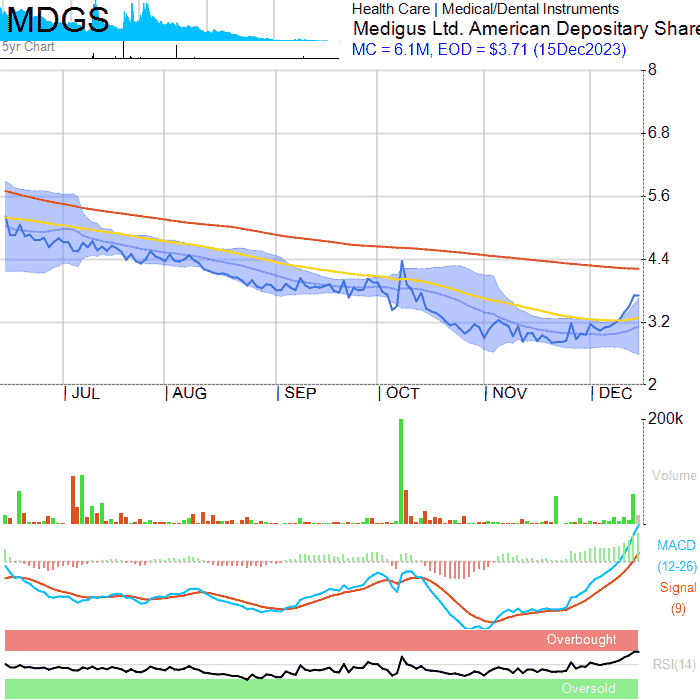 MDGS
5yr Chart
Health Care | Medical/Dental Instruments
Medigus Ltd. American Depositary Share
MC = 6.1M, EOD = $3.71 (15Dec2023)
8
6.8
5.6
4.4
3.2
2
JUL AUG SEP OCT NOV DEC
200k
Volume
MACD
(12-26)
Signal
(9)
Overbought
RSI(14)
Oversold